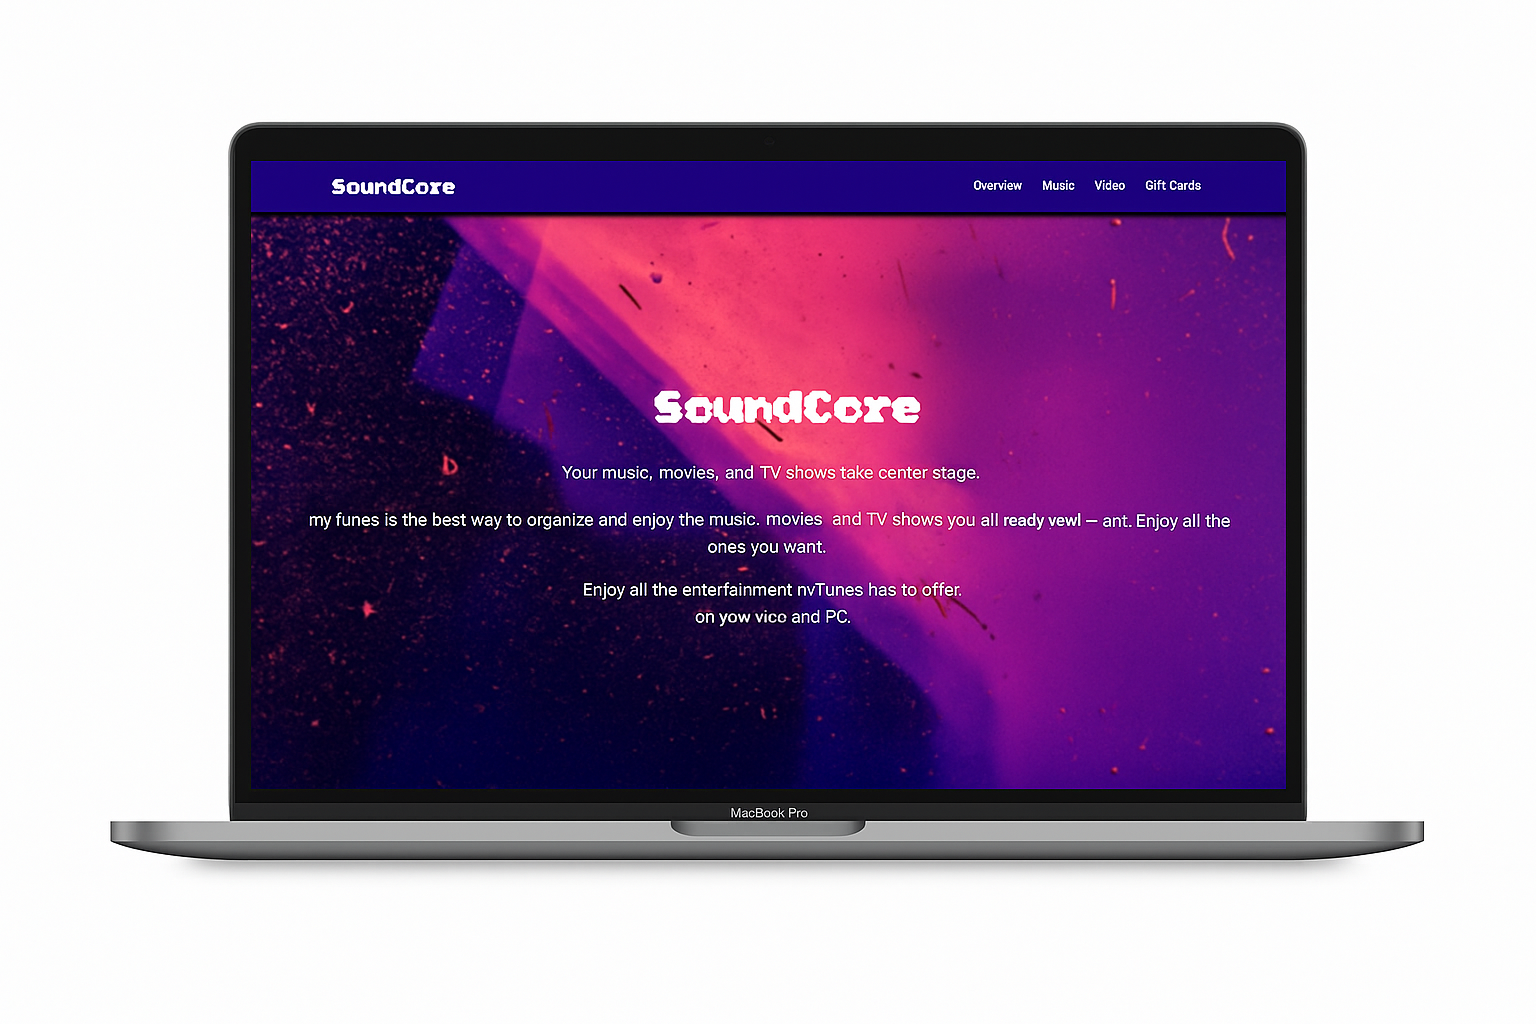 SoundCore
Overview Music Video Gift Cards
SoundCore
Your music, movies, and TV shows take center stage.
my funes is the best way to organize and enjoy the music. movies and TV shows you all ready vewl – ant. Enjoy all the
ones you want.
Enjoy all the enterfainment nvTunes has to offer.
on yow vico and PC.
MacBook Pro